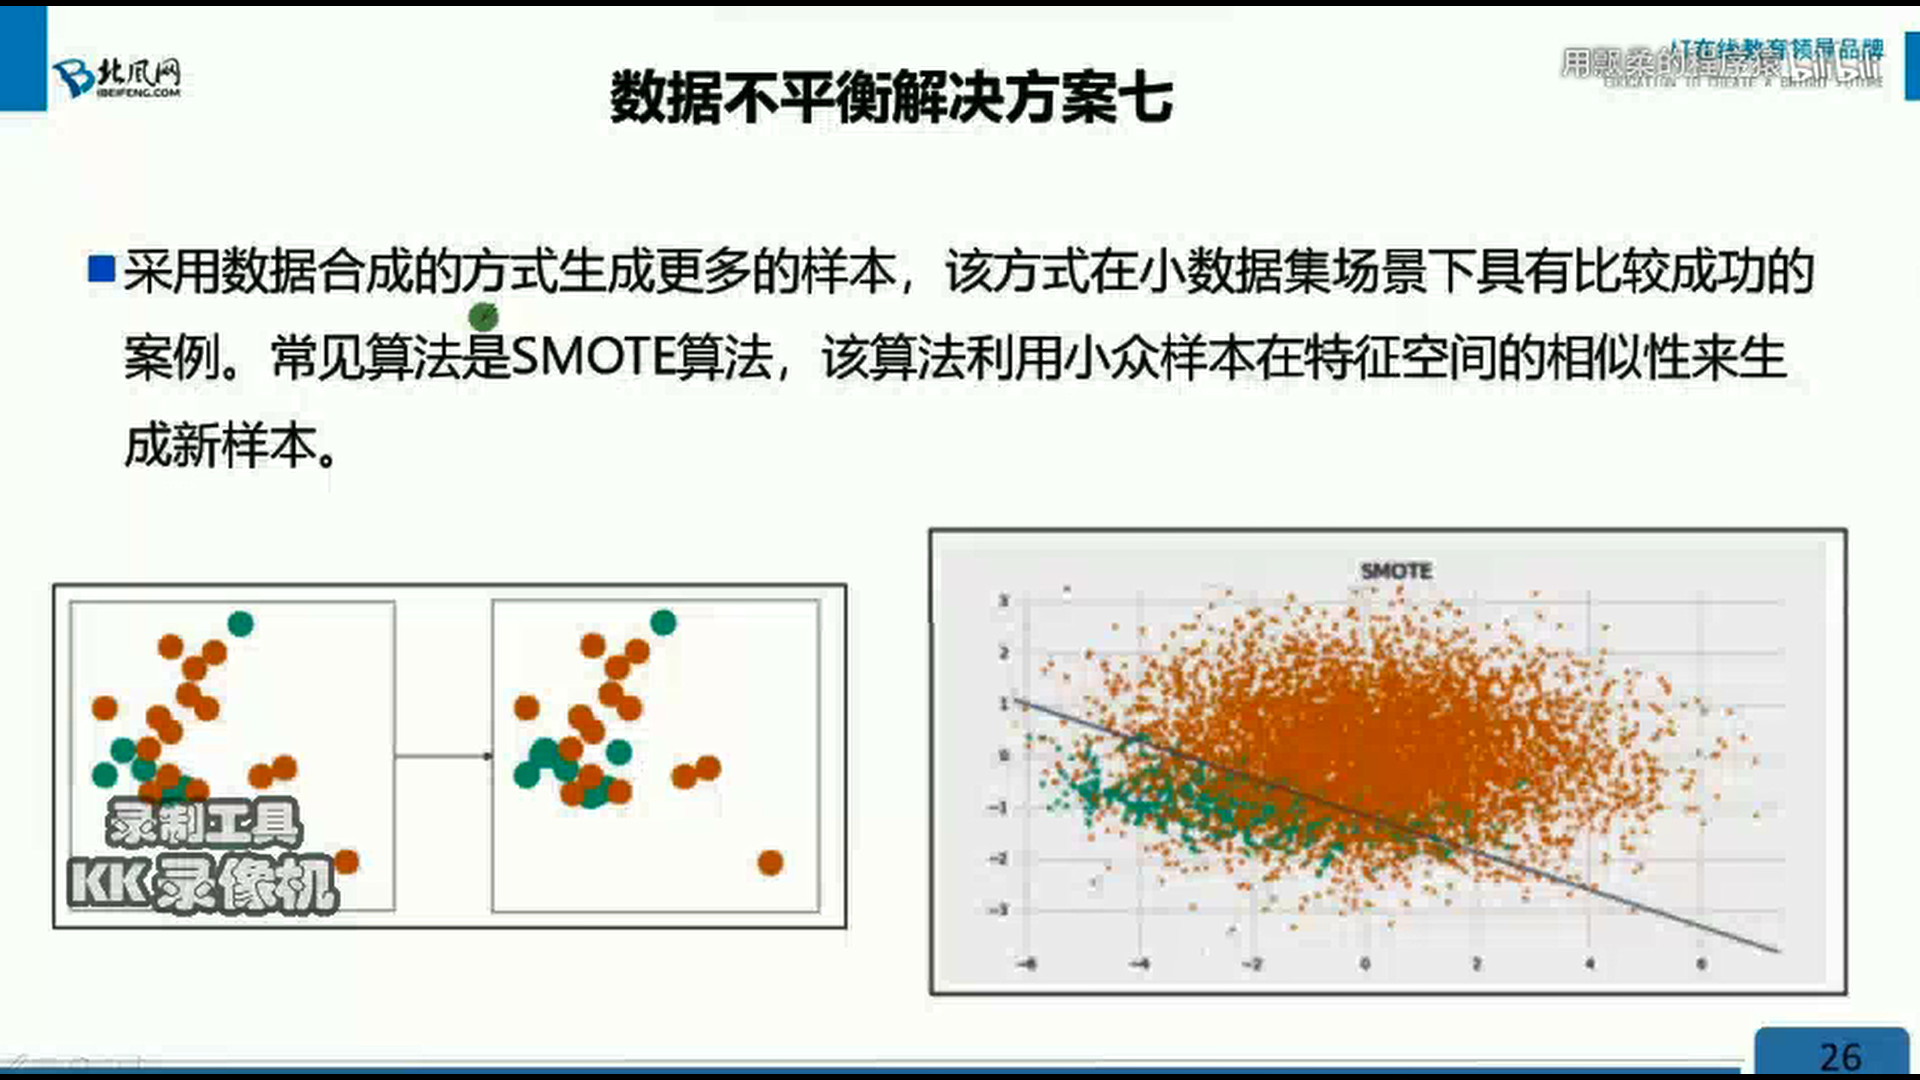 北风网
IBEIFENG.COM
数据不平衡解决方案七
IT在线教育领导品牌
用飘柔的程序猿 bilibili
采用数据合成的方式生成更多的样本，该方式在小数据集场景下具有比较成功的
案例。常见算法是SMOTE算法，该算法利用小众样本在特征空间的相似性来生
成新样本。
SMOTE
3
2
1
0
-1
-2
-3
-6 -4 -2 0 2 4 6
录制工具
KK录像机
26